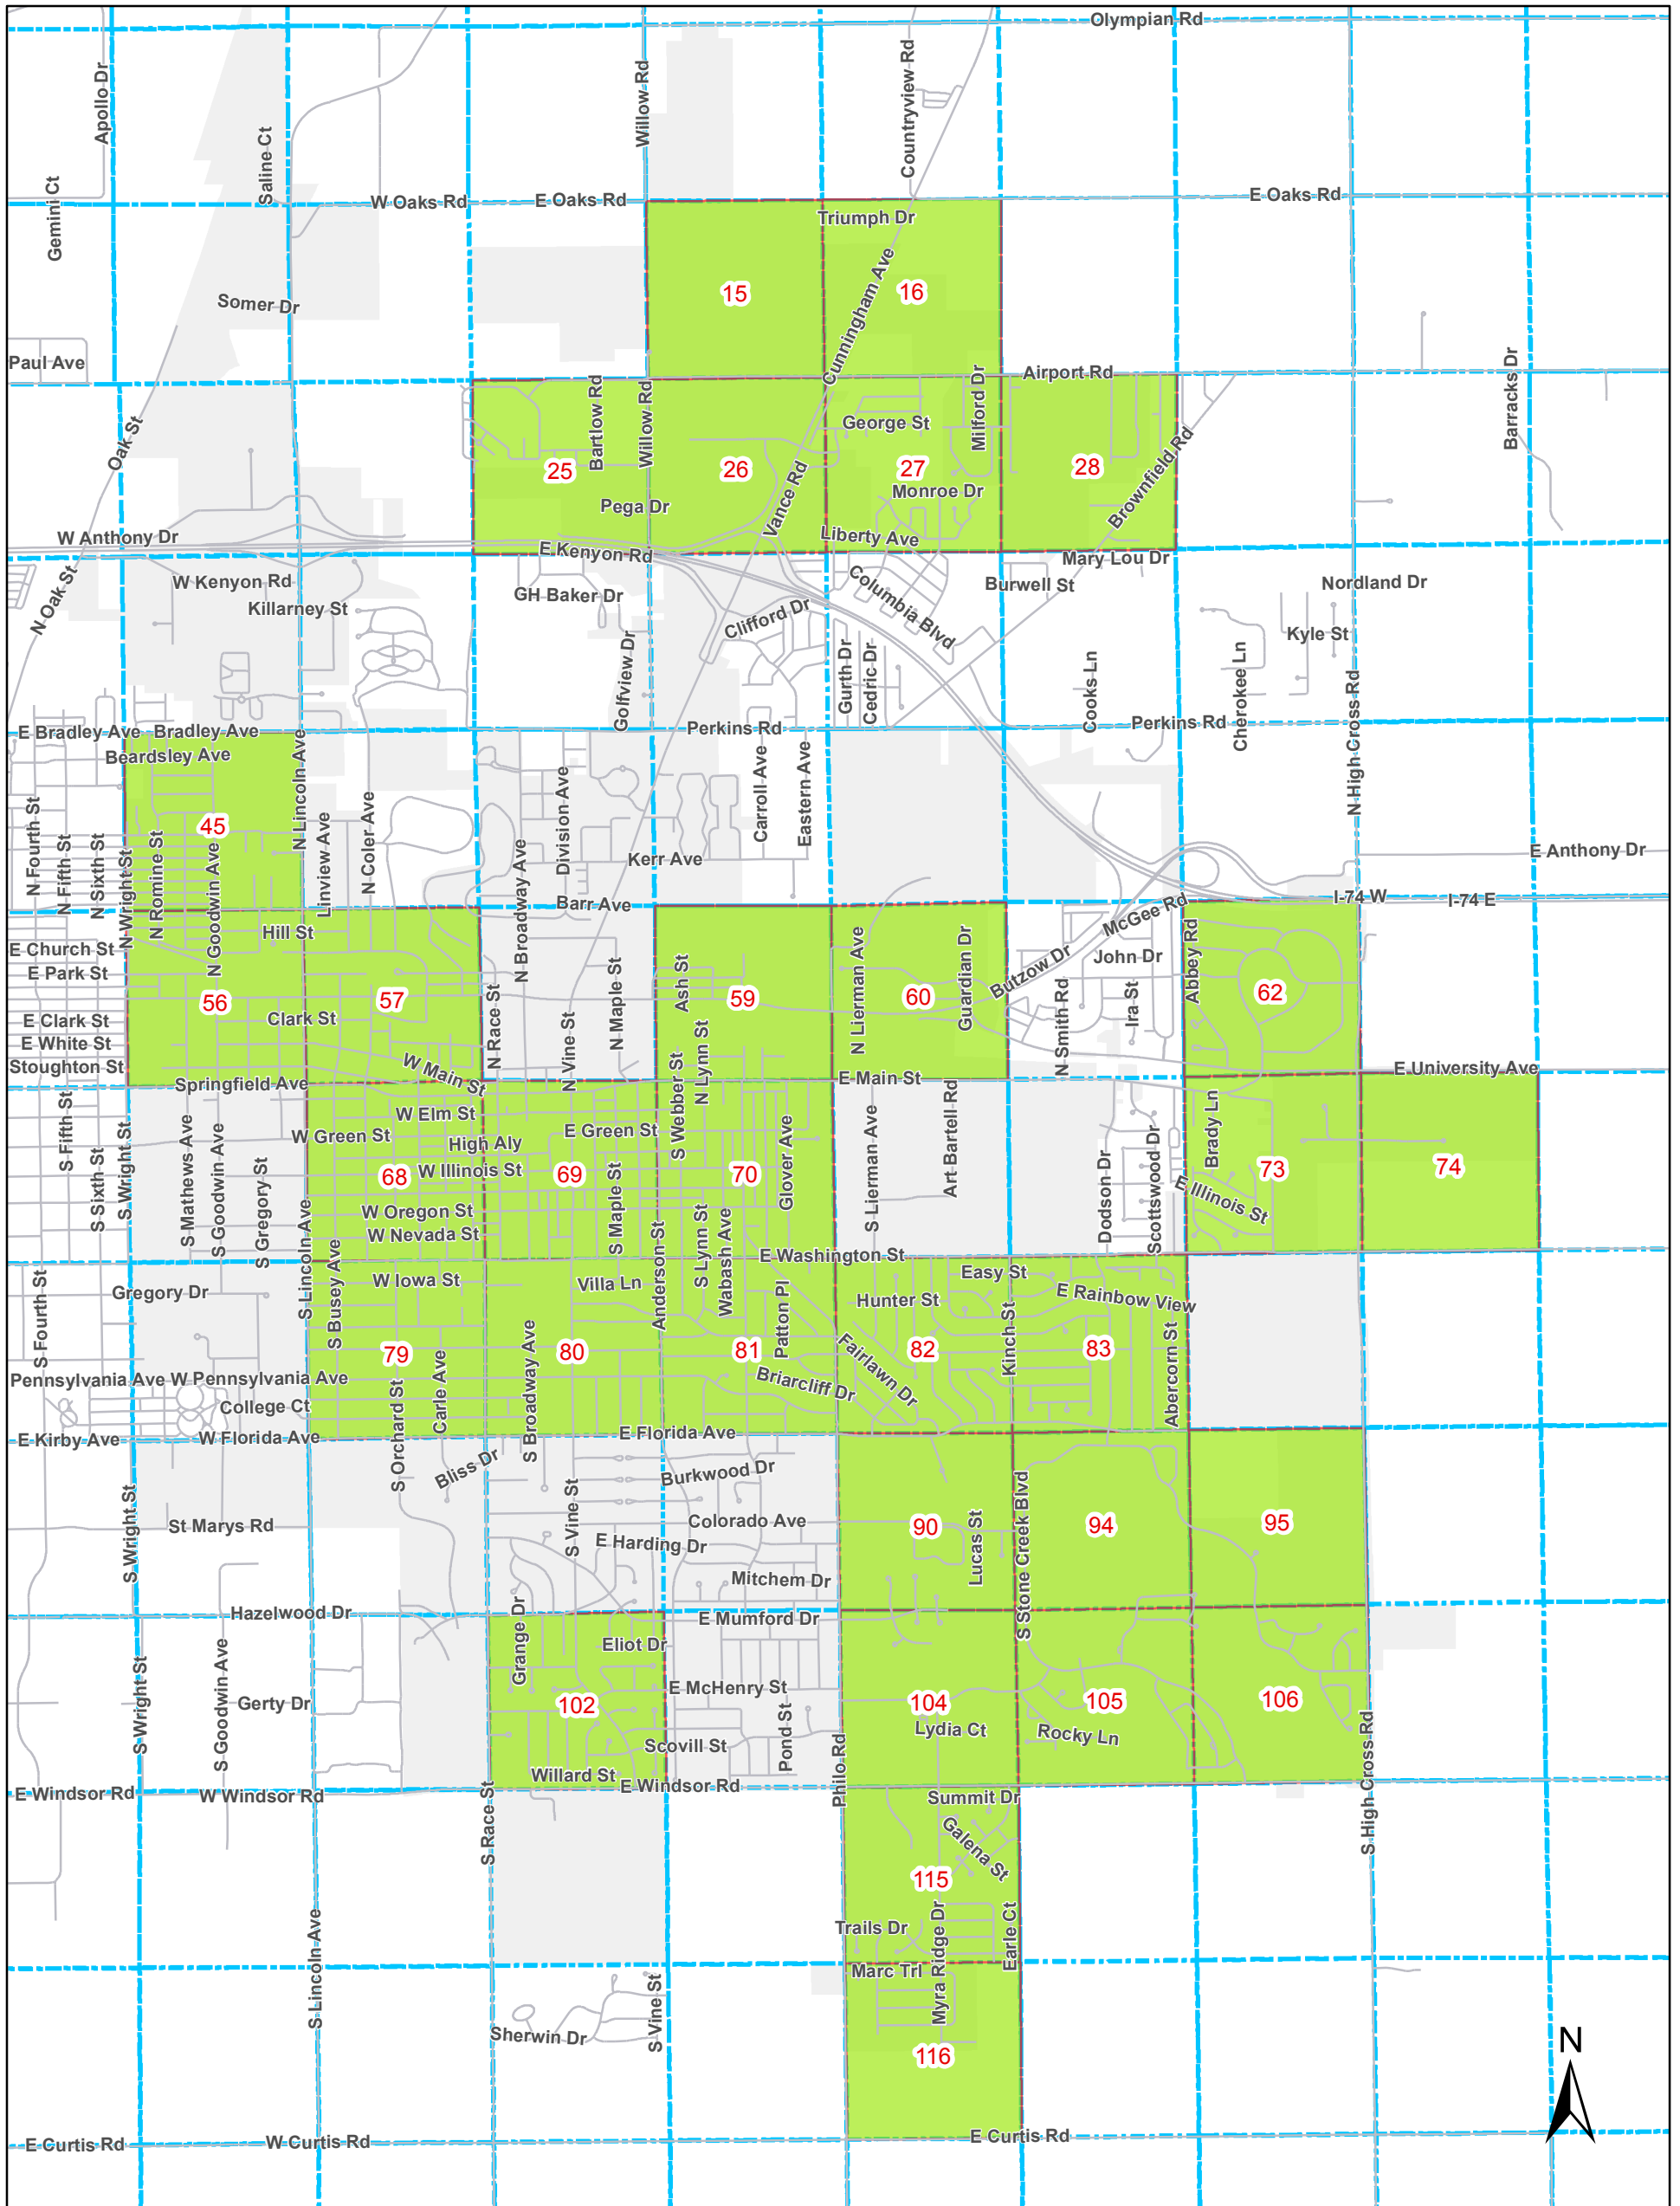 Olympian Rd
Apollo Dr
Willow Rd
Countryview Rd
Saline Ct
Gemini Ct
W Oaks Rd
E Oaks Rd
E Oaks Rd
Triumph Dr
15
16
Cunningham Ave
Somer Dr
Paul Ave
Airport Rd
Barracks Dr
Bartlow Rd
Willow Rd
Milford Dr
George St
Oak St
25
26
27
28
Brownfield Rd
Monroe Dr
Vance Rd
Pega Dr
W Anthony Dr
Liberty Ave
E Kenyon Rd
Mary Lou Dr
W Kenyon Rd
N Oak St
Killarney St
GH Baker Dr
Columbia Blvd
Burwell St
Nordland Dr
Clifford Dr
Kyle St
Golfview Dr
Gurth Dr
Cedric Dr
Cooks Ln
Cherokee Ln
N High Cross Rd
E Bradley Ave
Bradley Ave
Perkins Rd
Perkins Rd
Beardsley Ave
N Lincoln Ave
Carroll Ave
Eastern Ave
45
N Fourth St
N Fifth St
N Sixth St
N Wright St
N Romine St
N Goodwin Ave
Linview Ave
N Coler Ave
N Broadway Ave
Division Ave
Kerr Ave
E Anthony Dr
Barr Ave
I-74 W
I-74 E
McGee Rd
Hill St
E Church St
E Park St
John Dr
Butzow Dr
Abbey Rd
56
57
N Race St
N Maple St
Ash St
59
N Lierman Ave
60
Guardian Dr
N Smith Rd
Ira St
62
E Clark St
Clark St
E White St
N Vine St
N Lynn St
Stoughton St
W Main St
E Main St
E University Ave
Springfield Ave
S Webber St
W Elm St
S Fifth St
S Sixth St
S Wright St
S Mathews Ave
S Goodwin Ave
S Gregory St
W Green St
High Aly
E Green St
Glover Ave
S Lierman Ave
Art Bartell Rd
Dodson Dr
Scottswood Dr
Brady Ln
68
W Illinois St
69
70
73
74
S Maple St
E Illinois St
W Oregon St
W Nevada St
S Lincoln Ave
S Busey Ave
Anderson St
S Lynn St
Wabash Ave
E Washington St
S Fourth St
Gregory Dr
W Iowa St
Villa Ln
Patton Pl
Hunter St
Easy St
E Rainbow View
79
80
81
82
83
Kinch St
Abercorn St
Fairlawn Dr
Briarcliff Dr
Carle Ave
S Broadway Ave
Pennsylvania Ave
W Pennsylvania Ave
S Orchard St
College Ct
E Kirby Ave
W Florida Ave
E Florida Ave
Bliss Dr
Burkwood Dr
S Wright St
S Vine St
St Marys Rd
Colorado Ave
90
94
95
E Harding Dr
Lucas St
S Stone Creek Blvd
Mitchem Dr
Hazelwood Dr
E Mumford Dr
Grange Dr
Eliot Dr
S Wright St
S Goodwin Ave
E McHenry St
Gerty Dr
102
104
105
106
Pond St
Lydia Ct
Rocky Ln
Scovill St
Philo Rd
S High Cross Rd
Willard St
E Windsor Rd
W Windsor Rd
E Windsor Rd
S Race St
Summit Dr
Galena St
115
Trails Dr
Myra Ridge Dr
Earle Ct
S Lincoln Ave
Marc Trl
S Vine St
Sherwin Dr
116
N
E Curtis Rd
W Curtis Rd
E Curtis Rd